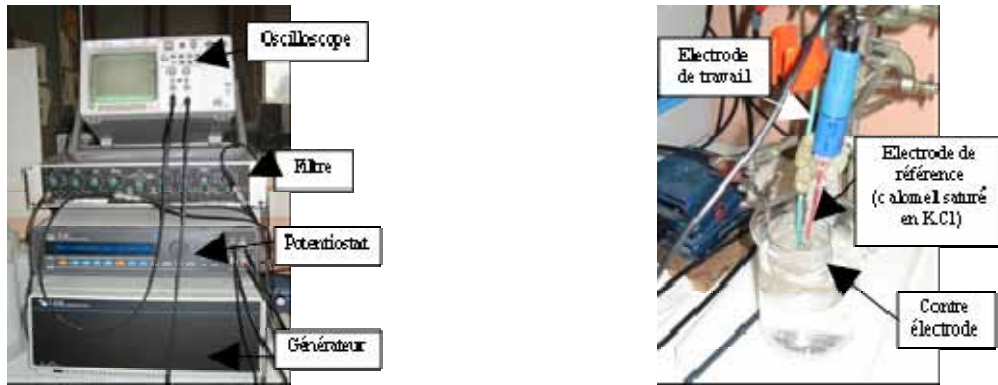 Oscilloscope
Filtre
Potentiostat
Générateur
Electrode
de travail
Electrode de
référence
(calomel saturé
en KCl)
Contre
électrode